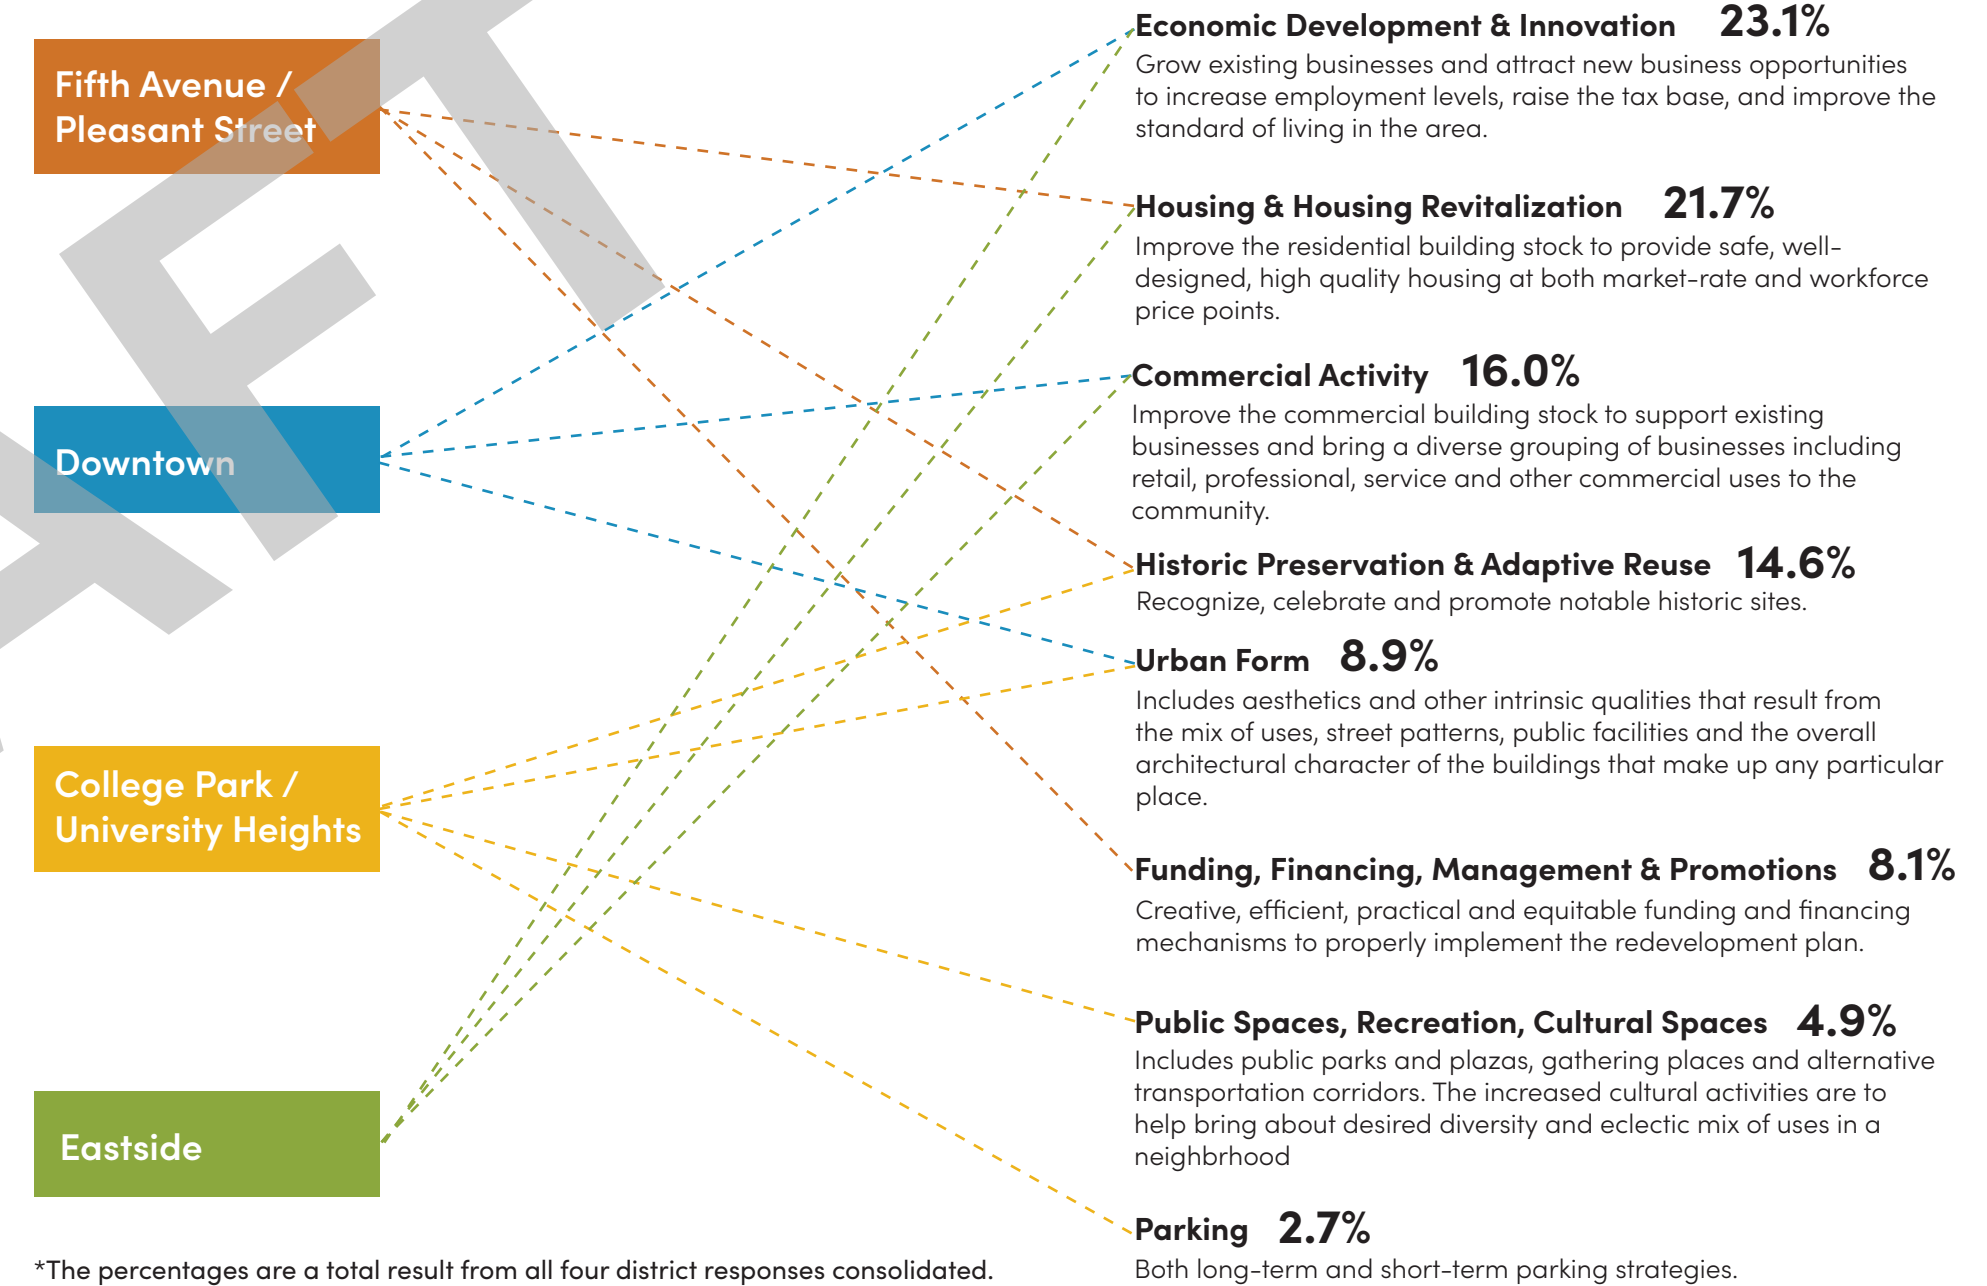 Fifth Avenue /
Pleasant Street
Downtown
College Park /
University Heights
Eastside
*The percentages are a total result from all four district responses consolidated.
Economic Development & Innovation 23.1%
Grow existing businesses and attract new business opportunities
to increase employment levels, raise the tax base, and improve the
standard of living in the area.
Housing & Housing Revitalization 21.7%
Improve the residential building stock to provide safe, well-
designed, high quality housing at both market-rate and workforce
price points.
Commercial Activity 16.0%
Improve the commercial building stock to support existing
businesses and bring a diverse grouping of businesses including
retail, professional, service and other commercial uses to the
community.
Historic Preservation & Adaptive Reuse 14.6%
Recognize, celebrate and promote notable historic sites.
Urban Form 8.9%
Includes aesthetics and other intrinsic qualities that result from
the mix of uses, street patterns, public facilities and the overall
architectural character of the buildings that make up any particular
place.
Funding, Financing, Management & Promotions 8.1%
Creative, efficient, practical and equitable funding and financing
mechanisms to properly implement the redevelopment plan.
Public Spaces, Recreation, Cultural Spaces 4.9%
Includes public parks and plazas, gathering places and alternative
transportation corridors. The increased cultural activities are to
help bring about desired diversity and eclectic mix of uses in a
neighbrhood
Parking 2.7%
Both long-term and short-term parking strategies.
AFT